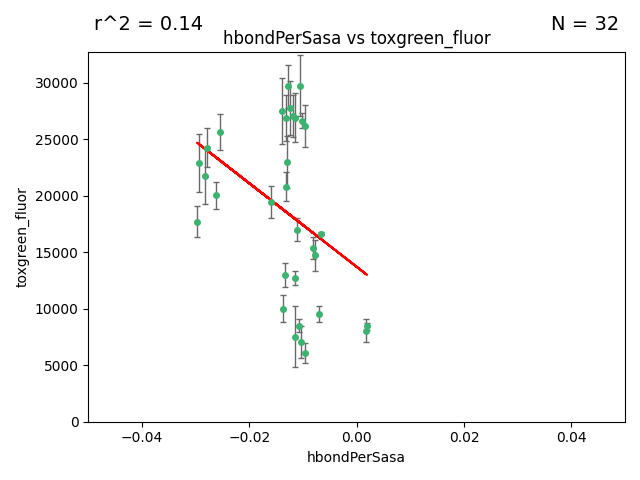 r^2 = 0.14
N = 32
hbondPerSasa vs toxgreen_fluor
30000
25000
20000
15000
10000
5000
0
toxgreen_fluor
−0.04
−0.02
0.00
0.02
0.04
hbondPerSasa